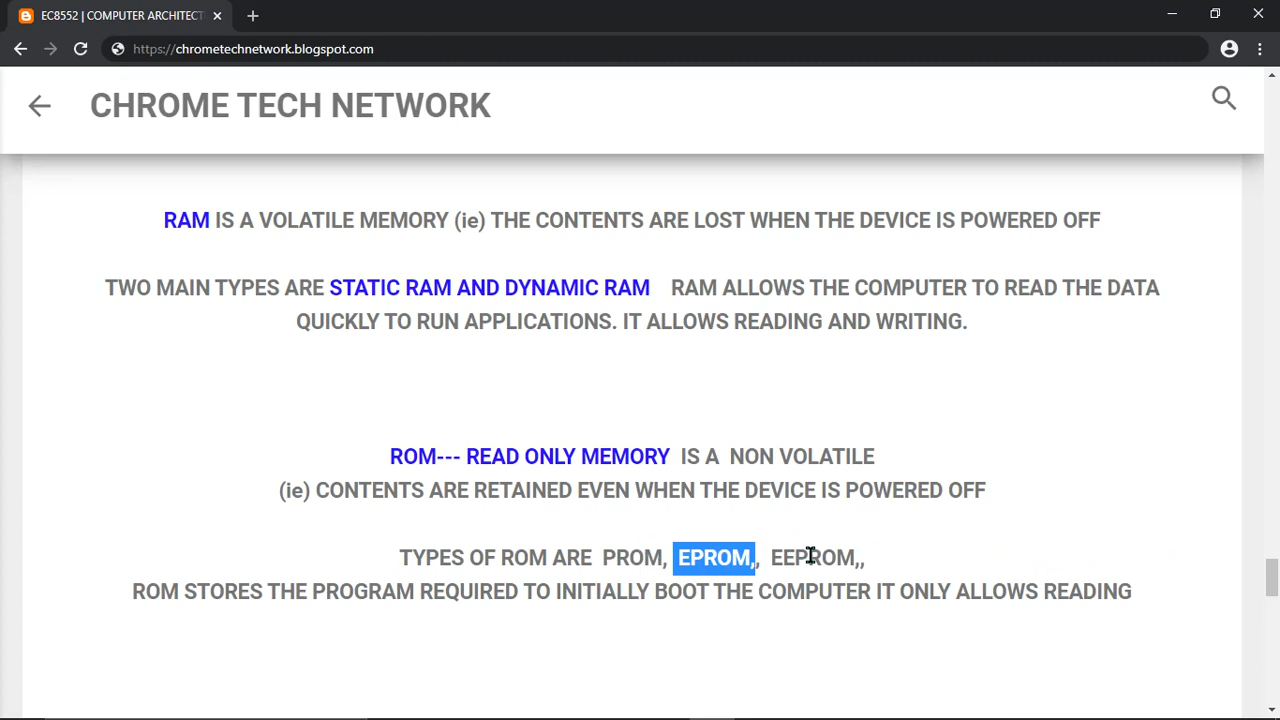 EC8552 | COMPUTER ARCHITECT
https://chrometechnetwork.blogspot.com
CHROME TECH NETWORK
RAM IS A VOLATILE MEMORY (ie) THE CONTENTS ARE LOST WHEN THE DEVICE IS POWERED OFF
TWO MAIN TYPES ARE STATIC RAM AND DYNAMIC RAM RAM ALLOWS THE COMPUTER TO READ THE DATA
QUICKLY TO RUN APPLICATIONS. IT ALLOWS READING AND WRITING.
ROM--- READ ONLY MEMORY IS A NON VOLATILE
(ie) CONTENTS ARE RETAINED EVEN WHEN THE DEVICE IS POWERED OFF
TYPES OF ROM ARE PROM, EPROM,, EEPROM,,
ROM STORES THE PROGRAM REQUIRED TO INITIALLY BOOT THE COMPUTER IT ONLY ALLOWS READING